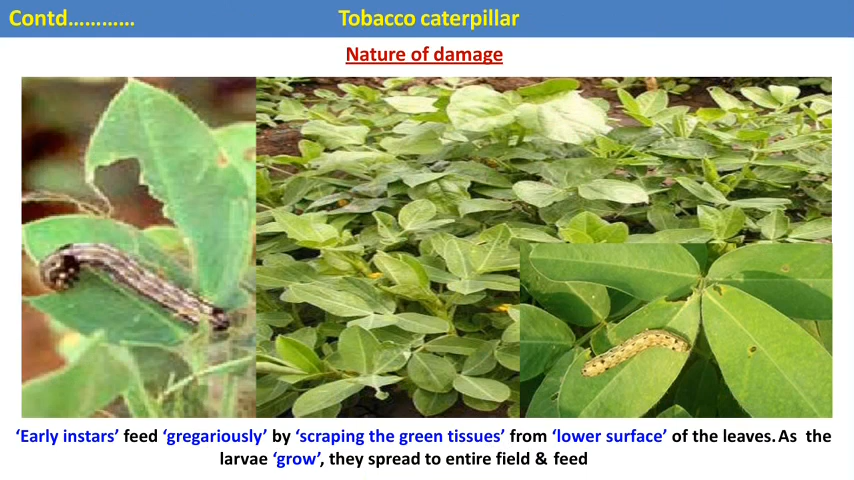 Contd…………
Tobacco caterpillar
Nature of damage
‘Early instars’ feed ‘gregariously’ by ‘scraping the green tissues’ from ‘lower surface’ of the leaves. As the
larvae ‘grow’, they spread to entire field & feed